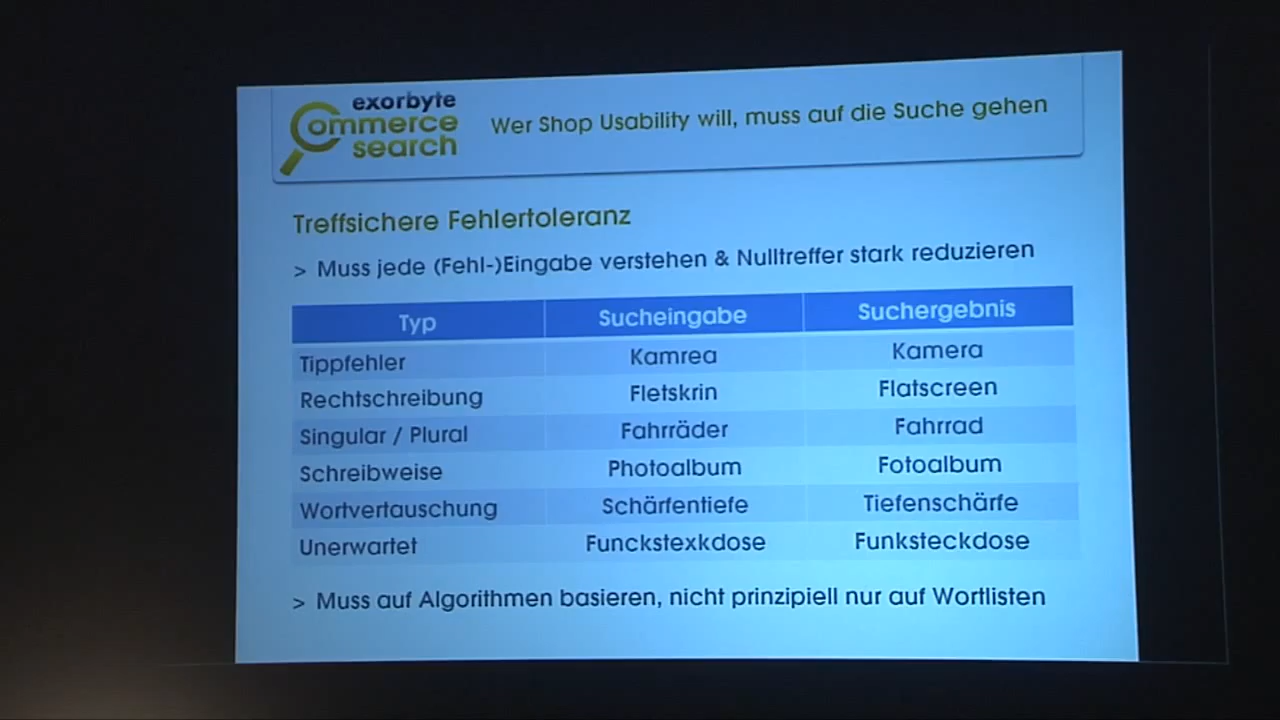 exorbyte
Commerce
search
Wer Shop Usability will, muss auf die Suche gehen
Treffsichere Fehlertoleranz
> Muss jede (Fehl-)Eingabe verstehen & Nulltreffer stark reduzieren
Typ Sucheingabe Suchergebnis
Tippfehler Kamrea Kamera
Rechtschreibung Fletskrin Flatscreen
Singular / Plural Fahrräder Fahrrad
Schreibweise Photoalbum Fotoalbum
Wortvertauschung Schärfentiefe Tiefenschärfe
Unerwartet Funckstexkdose Funksteckdose
> Muss auf Algorithmen basieren, nicht prinzipiell nur auf Wortlisten